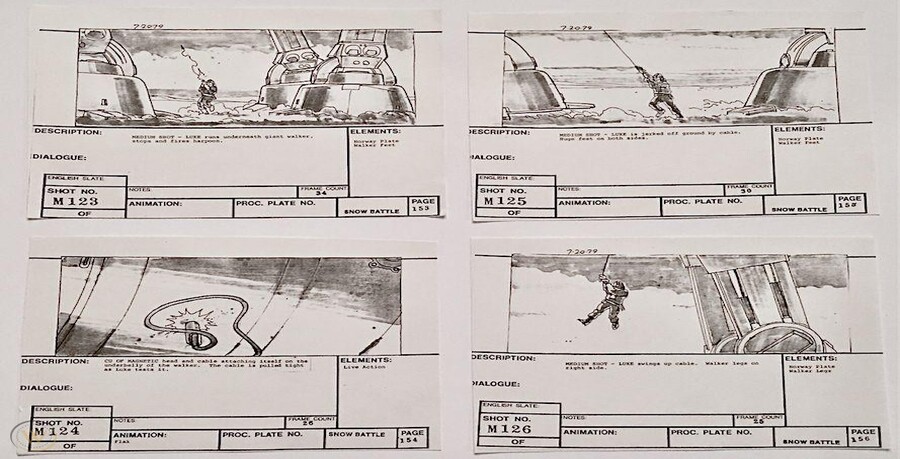 7-20-79
DESCRIPTION:
MEDIUM SHOT - LUKE runs underneath giant walker,
stops and fires harpoon.
ELEMENTS:
Norway Plate
Walker Feet
DIALOGUE:
ENGLISH SLATE:
SHOT NO.
M123
OF
NOTES:
FRAME COUNT
34
ANIMATION:
PROC. PLATE NO.
SNOW BATTLE
PAGE
153
7-20-79
DESCRIPTION:
MEDIUM SHOT - LUKE is jerked off ground by cable.
Huge feet on both sides.
ELEMENTS:
Norway Plate
Walker Feet
DIALOGUE:
ENGLISH SLATE:
SHOT NO.
M125
OF
NOTES:
FRAME COUNT
30
ANIMATION:
PROC. PLATE NO.
SNOW BATTLE
PAGE
DESCRIPTION:
CU OF MAGNETIC head and cable attaching itself on the
underbelly of the walker. The cable is pulled tight
as Luke tests it.
ELEMENTS:
Live Action
DIALOGUE:
ENGLISH SLATE:
SHOT NO.
M124
OF
NOTES:
FRAME COUNT
26
ANIMATION:
Flak
PROC. PLATE NO.
SNOW BATTLE
PAGE
154
7-20-79
DESCRIPTION:
MEDIUM SHOT - LUKE swings up cable. Walker legs on
right side.
ELEMENTS:
Norway Plate
Walker Legs
DIALOGUE:
ENGLISH SLATE:
SHOT NO.
M126
OF
NOTES:
FRAME COUNT
25
ANIMATION:
PROC. PLATE NO.
SNOW BATTLE
PAGE
156